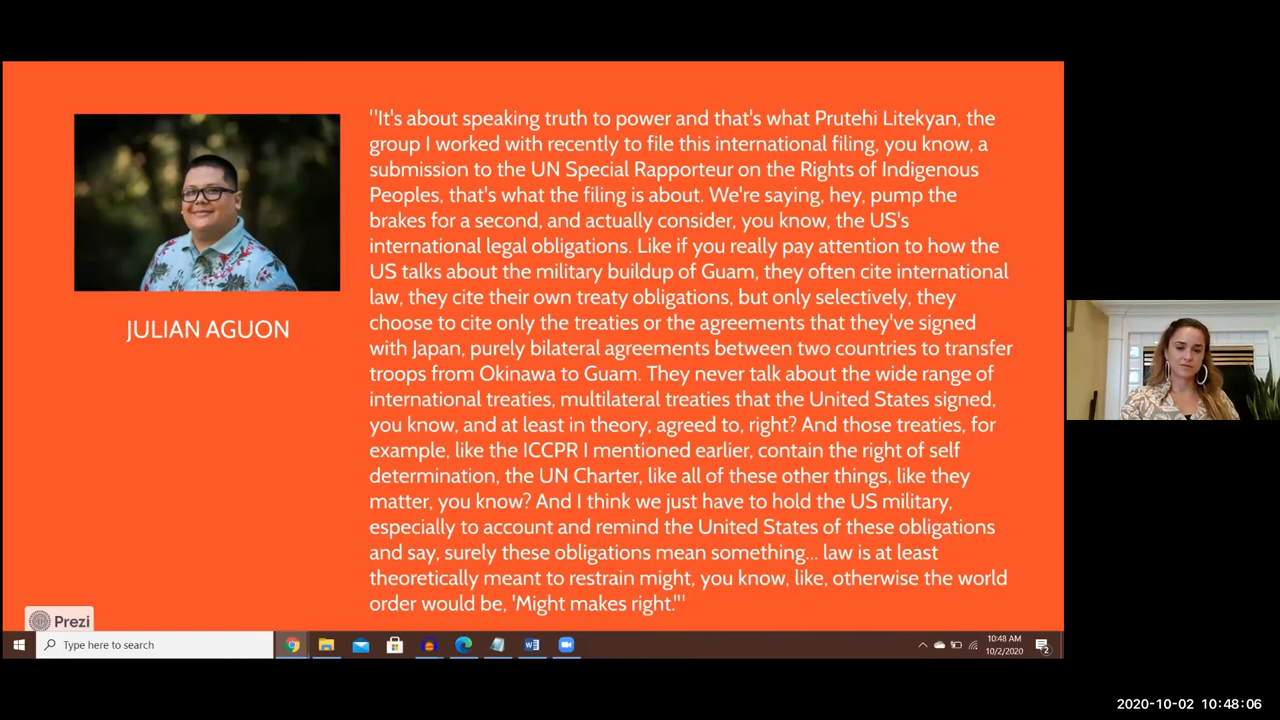 "It's about speaking truth to power and that's what Prutehi Litekyan, the
group I worked with recently to file this international filing, you know, a
submission to the UN Special Rapporteur on the Rights of Indigenous
Peoples, that's what the filing is about. We're saying, hey, pump the
brakes for a second, and actually consider, you know, the US's
international legal obligations. Like if you really pay attention to how the
US talks about the military buildup of Guam, they often cite international
law, they cite their own treaty obligations, but only selectively, they
choose to cite only the treaties or the agreements that they've signed
with Japan, purely bilateral agreements between two countries to transfer
troops from Okinawa to Guam. They never talk about the wide range of
international treaties, multilateral treaties that the United States signed,
you know, and at least in theory, agreed to, right? And those treaties, for
example, like the ICCPR I mentioned earlier, contain the right of self
determination, the UN Charter, like all of these other things, like they
matter, you know? And I think we just have to hold the US military,
especially to account and remind the United States of these obligations
and say, surely these obligations mean something... law is at least
theoretically meant to restrain might, you know, like, otherwise the world
order would be, 'Might makes right.'"
JULIAN AGUON
Prezi
Type here to search
10:48 AM
10/2/2020
2
2020-10-02 10:48:06